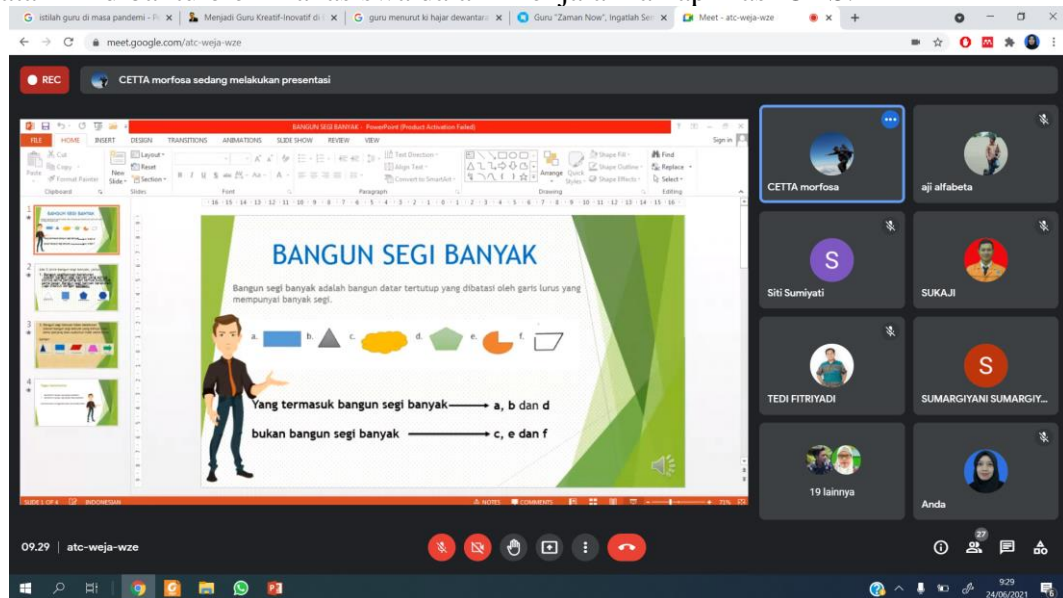 istilah guru di masa pandemi - Pe
Menjadi Guru Kreatif-Inovatif di E
guru menurut ki hajar dewantara
Guru "Zaman Now", Ingatlah Sem
Meet - atc-weja-wze
meet.google.com/atc-weja-wze
REC
CETTA morfosa sedang melakukan presentasi
BANGUN SEGI BANYAK - PowerPoint (Product Activation Failed)
FILE HOME INSERT DESIGN TRANSITIONS ANIMATIONS SLIDE SHOW REVIEW VIEW Sign in
Cut
Copy
Format Painter
Paste
New
Slide
Layout
Reset
Section
Text Direction
Align Text
Convert to SmartArt
Arrange
Quick
Styles
Shape Fill
Shape Outline
Shape Effects
Find
Replace
Select
Clipboard Slides Font Paragraph Drawing Editing
1
2
3
4
BANGUN SEGI BANYAK
Bangun segi banyak adalah bangun datar tertutup yang dibatasi oleh garis lurus yang
mempunyai banyak segi.
a. b. c. d. e. f.
Yang termasuk bangun segi banyak a, b dan d
bukan bangun segi banyak c, e dan f
SLIDE 1 OF 4 INDONESIAN NOTES COMMENTS 71%
CETTA morfosa
aji alfabeta
S
Siti Sumiyati
SUKAJI
TEDI FITRIYADI
S
SUMARGIYANI SUMARGIY...
19 lainnya
Anda
09.29 | atc-weja-wze
27
9:29
24/06/2021